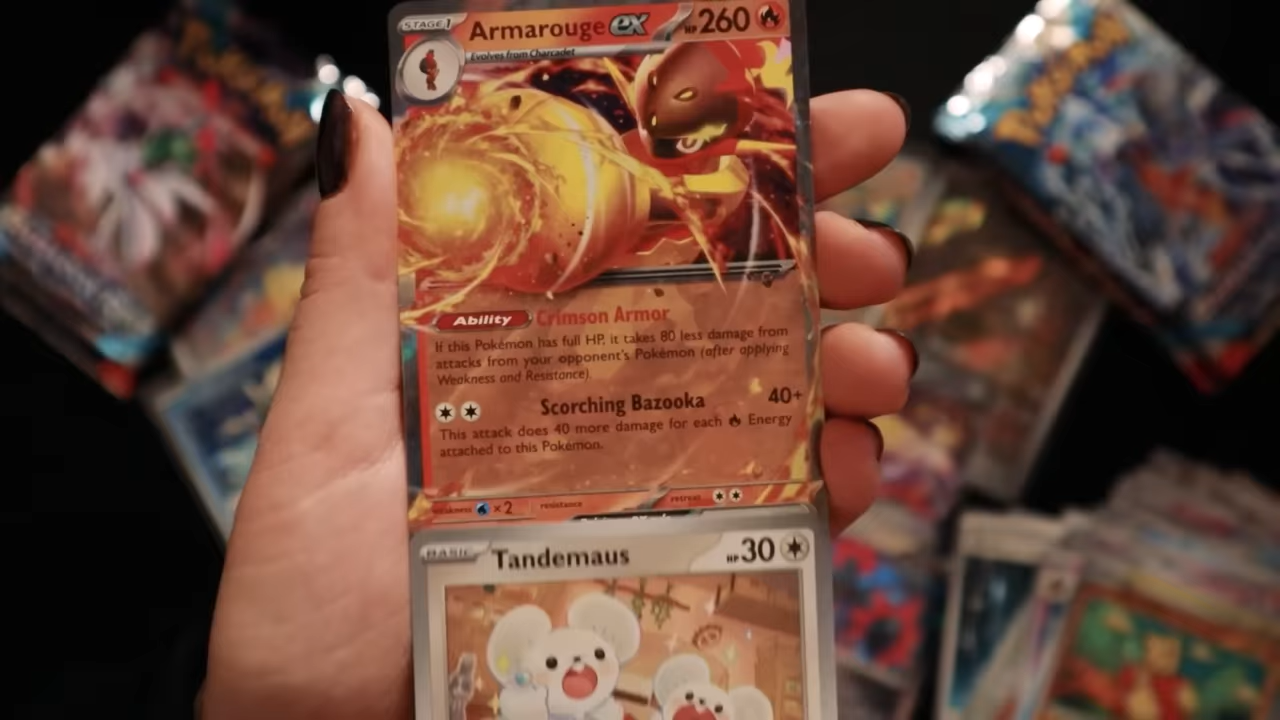 STAGE 1 Armarouge ex HP 260
Evolves from Charcadet
Ability Crimson Armor
If this Pokémon has full HP, it takes 80 less damage from
attacks from your opponent's Pokémon (after applying
Weakness and Resistance).
Scorching Bazooka 40+
This attack does 40 more damage for each Energy
attached to this Pokémon.
weakness ×2 resistance retreat
BASIC Tandemaus HP 30
Pokémon
Pokémon